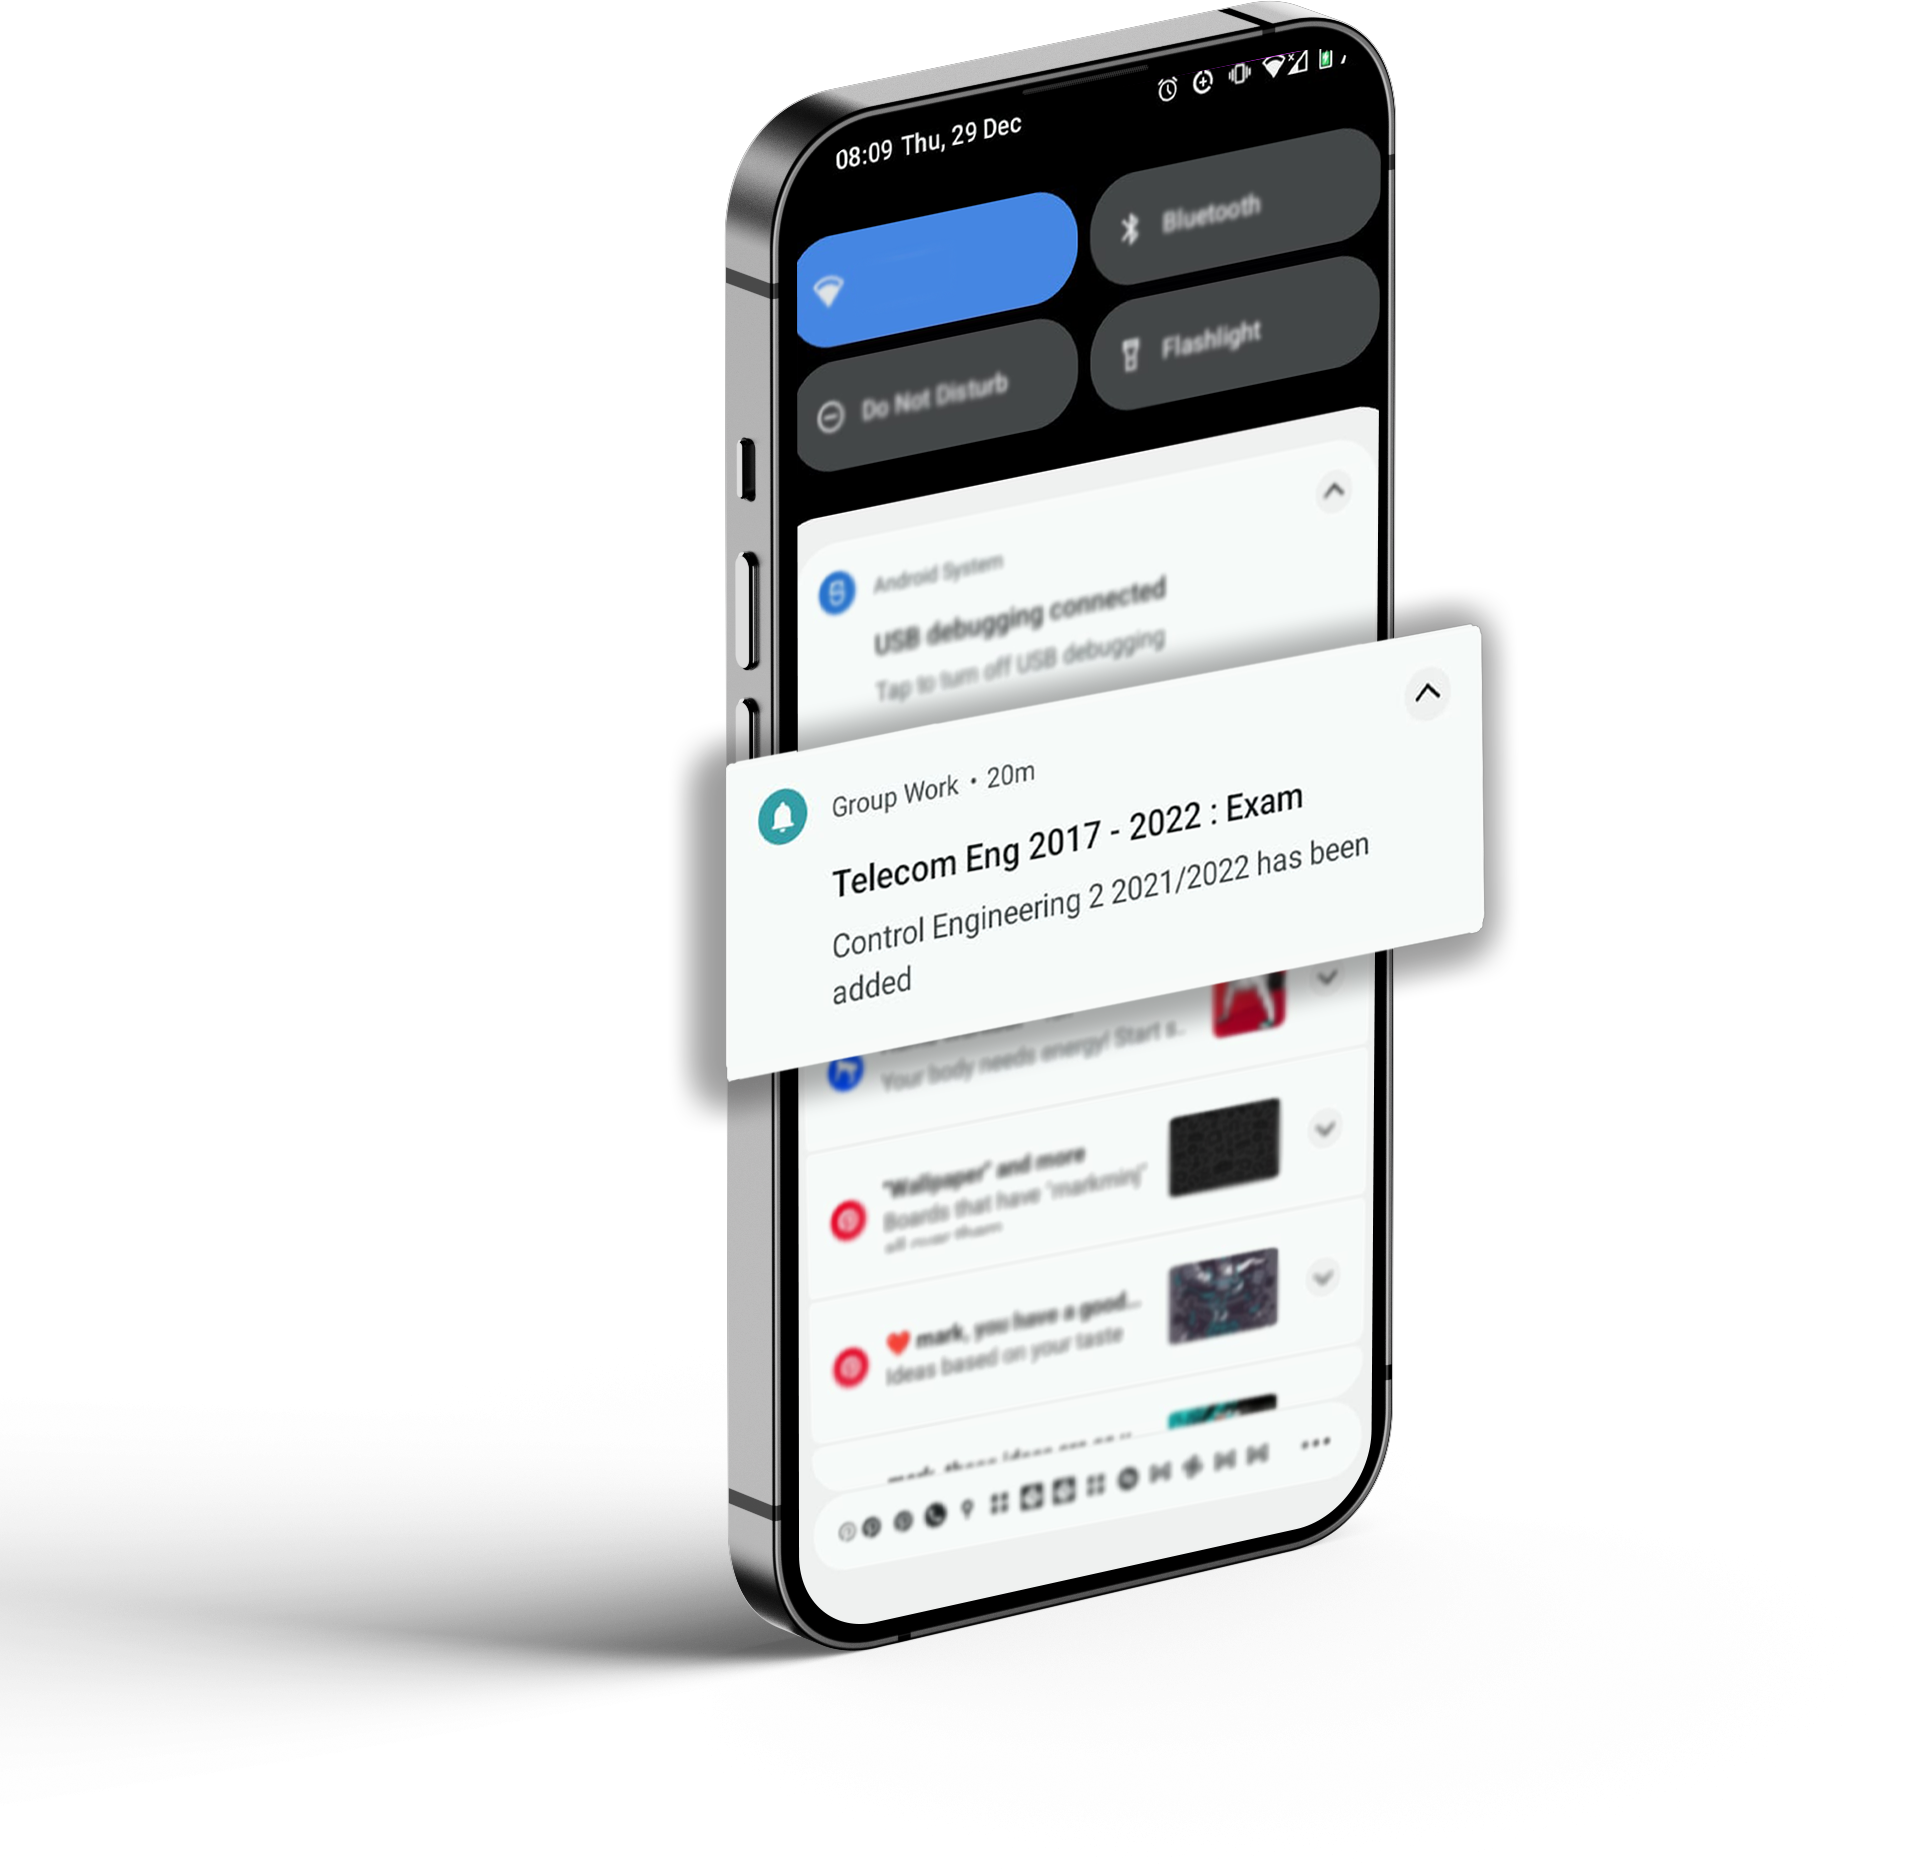 08:09 Thu, 29 Dec
Bluetooth
Do Not Disturb
Flashlight
Android System
USB debugging connected
Tap to turn off USB debugging
Group Work • 20m
Telecom Eng 2017 - 2022 : Exam
Control Engineering 2 2021/2022 has been
added
Your body needs energy! Start s..
"Wallpaper" and more
Boards that have "markminj"
all over them
❤️ mark, you have a good...
Ideas based on your taste